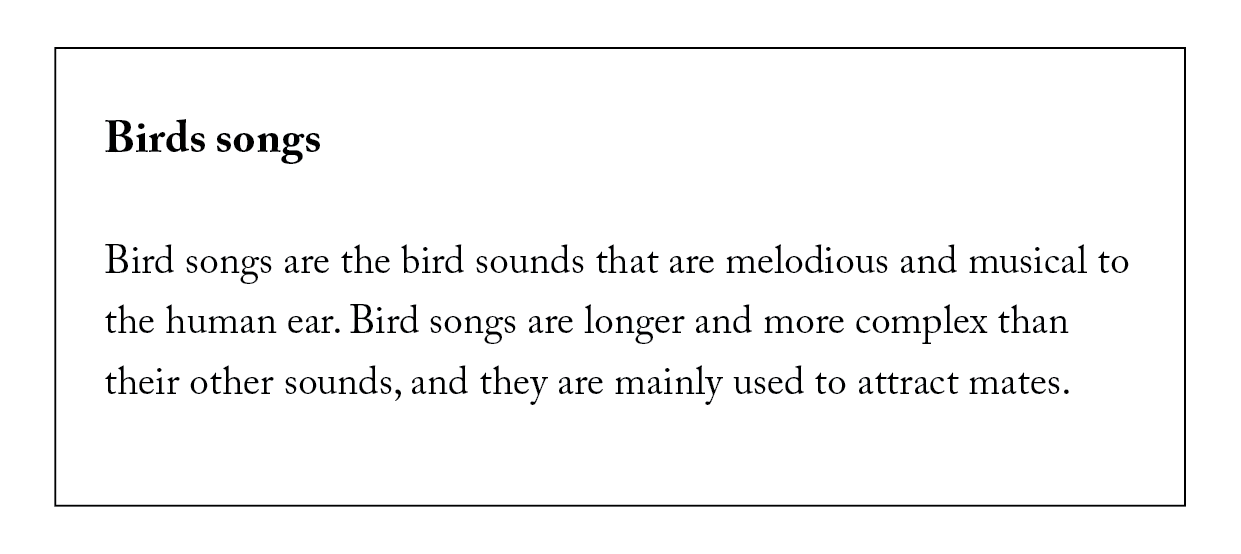 Birds songs
Bird songs are the bird sounds that are melodious and musical to
the human ear. Bird songs are longer and more complex than
their other sounds, and they are mainly used to attract mates.